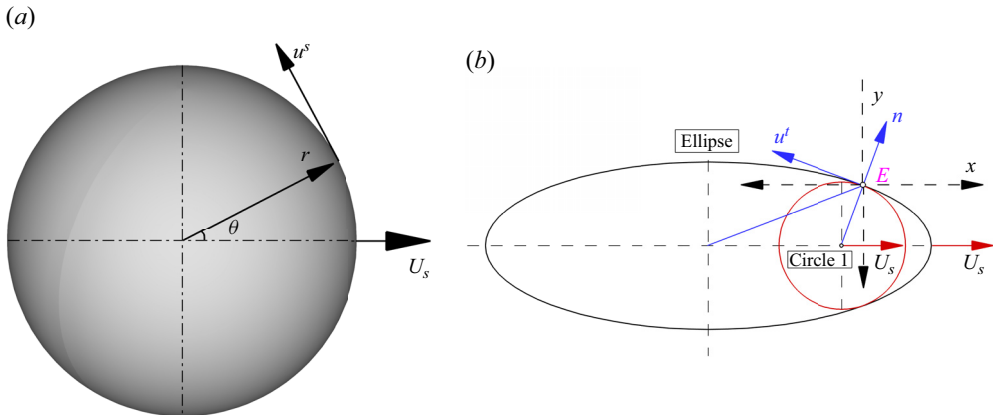 (a)
u^s
r
θ
U_s
(b)
y
n
u^t
Ellipse
E
x
Circle 1
U_s
U_s